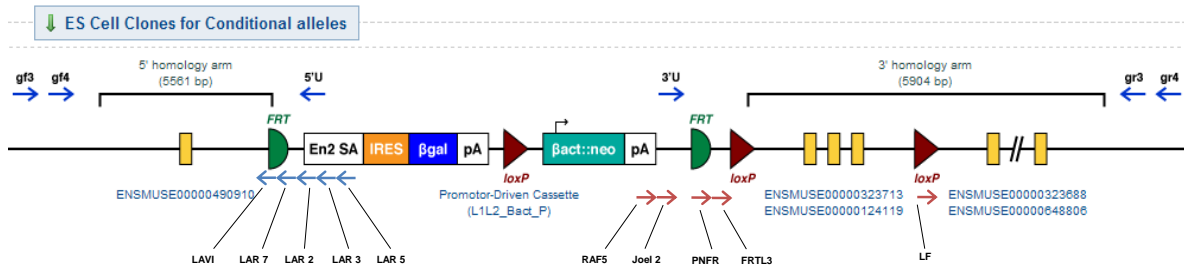 ⇓ ES Cell Clones for Conditional alleles
5' homology arm
(5561 bp)
3' homology arm
(5904 bp)
gf3 gf4 5'U 3'U gr3 gr4
FRT FRT
En2 SA IRES βgal pA βact::neo pA
loxP loxP loxP
ENSMUSE00000490910
Promotor-Driven Cassette
(L1L2_Bact_P)
ENSMUSE00000323713
ENSMUSE00000124119
ENSMUSE00000323688
ENSMUSE00000648806
LAVI LAR 7 LAR 2 LAR 3 LAR 5 RAF5 Joel 2 PNFR FRTL3 LF